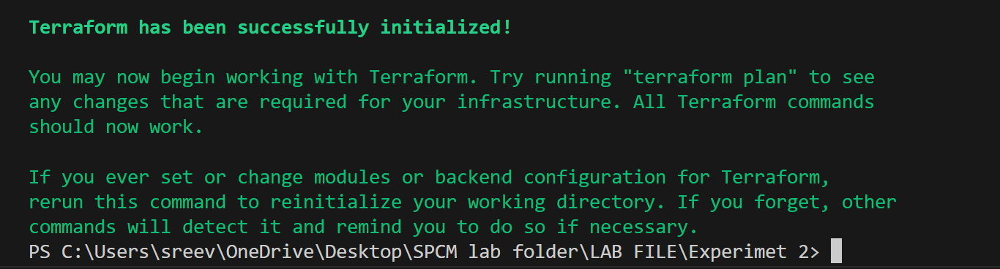 Terraform has been successfully initialized!
You may now begin working with Terraform. Try running "terraform plan" to see
any changes that are required for your infrastructure. All Terraform commands
should now work.
If you ever set or change modules or backend configuration for Terraform,
rerun this command to reinitialize your working directory. If you forget, other
commands will detect it and remind you to do so if necessary.
PS C:\Users\sreev\OneDrive\Desktop\SPCM lab folder\LAB FILE\Experimet 2>